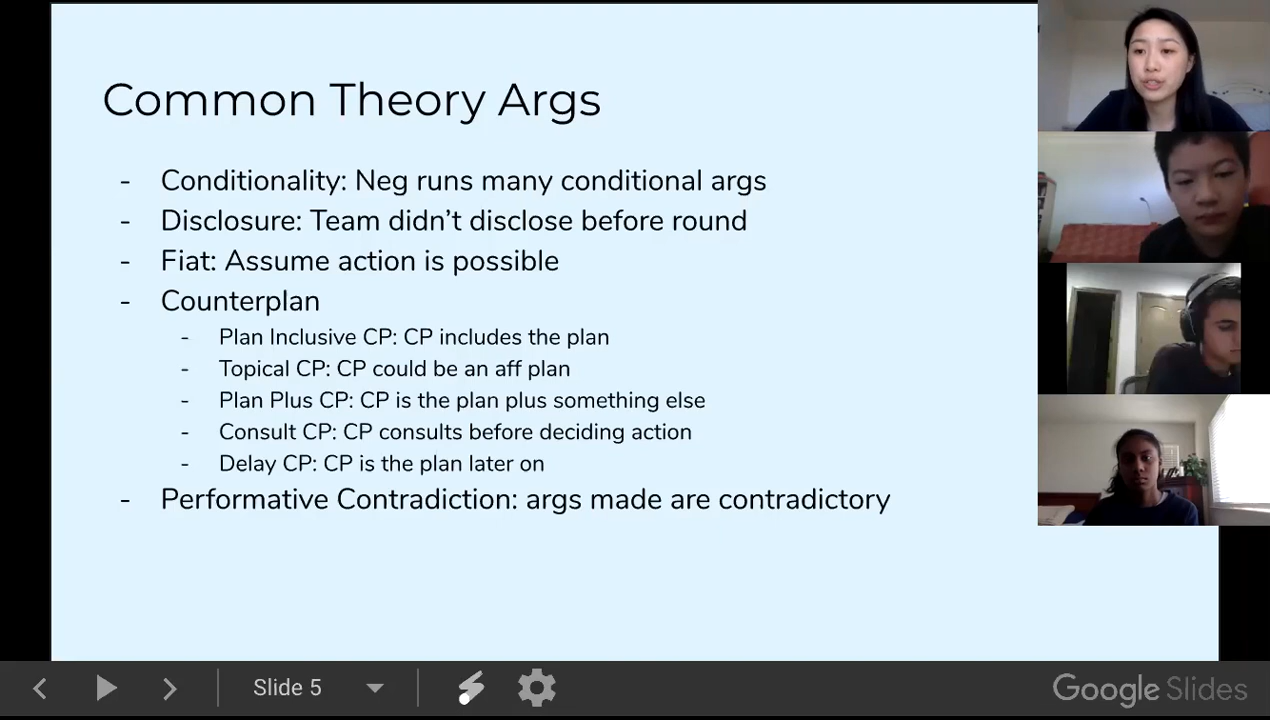 Common Theory Args
- Conditionality: Neg runs many conditional args
- Disclosure: Team didn’t disclose before round
- Fiat: Assume action is possible
- Counterplan
- Plan Inclusive CP: CP includes the plan
- Topical CP: CP could be an aff plan
- Plan Plus CP: CP is the plan plus something else
- Consult CP: CP consults before deciding action
- Delay CP: CP is the plan later on
- Performative Contradiction: args made are contradictory
Slide 5
Google Slides